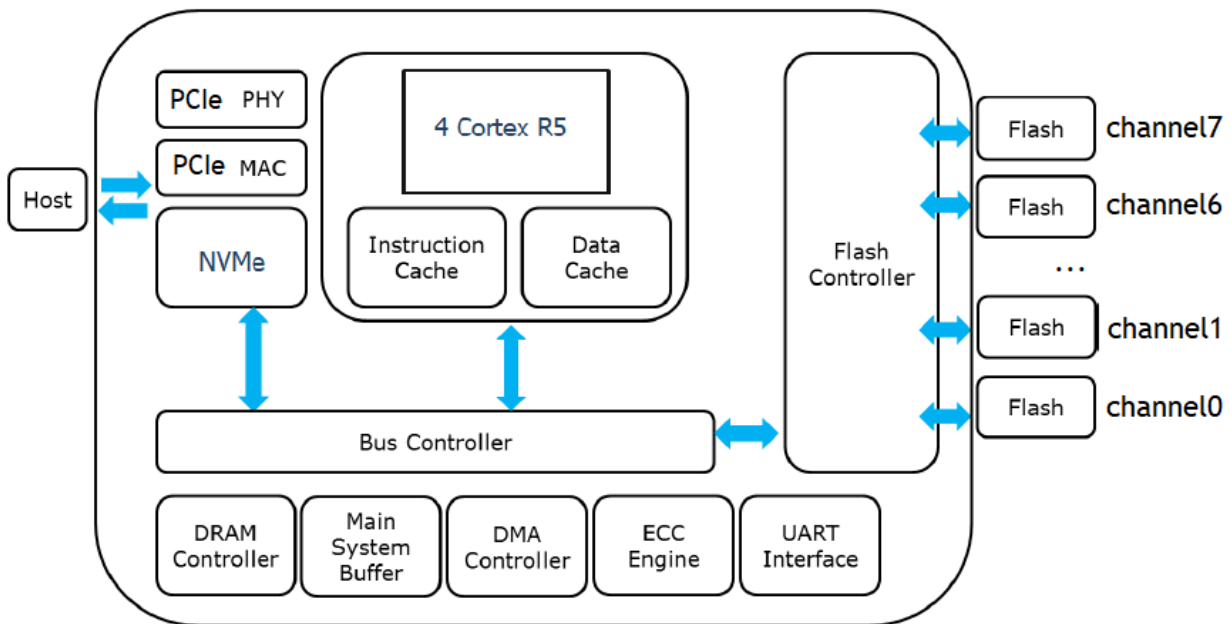 PCIe PHY
PCIe MAC
NVMe
Host
4 Cortex R5
Instruction
Cache
Data
Cache
Flash
Controller
Flash
channel7
Flash
channel6
...
Flash
channel1
Flash
channel0
Bus Controller
DRAM
Controller
Main
System
Buffer
DMA
Controller
ECC
Engine
UART
Interface